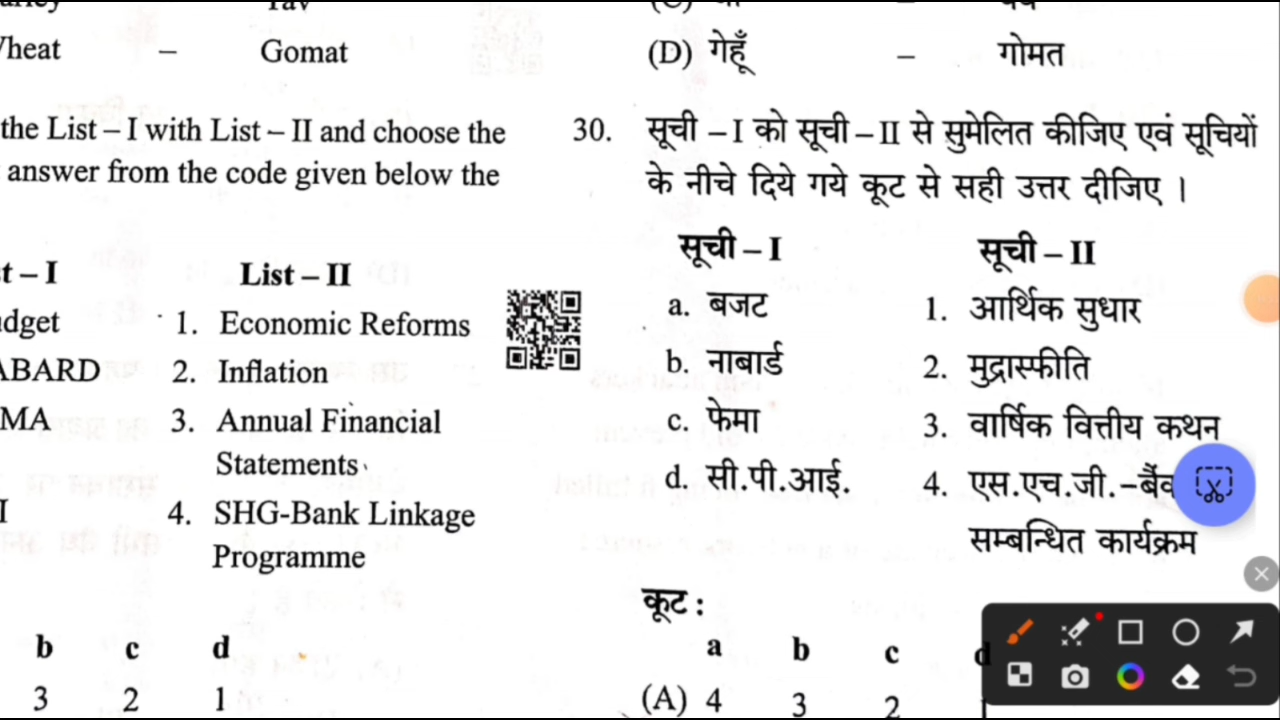 Gomat
(D) गेहूँ – गोमत
the List – I with List – II and choose the
answer from the code given below the
t – I List – II
1. Economic Reforms
ABARD 2. Inflation
MA 3. Annual Financial
Statements
I 4. SHG-Bank Linkage
Programme
b c d
3 2 1
30. सूची – I को सूची – II से सुमेलित कीजिए एवं सूचियों
के नीचे दिये गये कूट से सही उत्तर दीजिए ।
सूची – I सूची – II
a. बजट 1. आर्थिक सुधार
b. नाबार्ड 2. मुद्रास्फीति
c. फेमा 3. वार्षिक वित्तीय कथन
d. सी.पी.आई. 4. एस.एच.जी.-बैंक
सम्बन्धित कार्यक्रम
कूट :
a b c d
(A) 4 3 2 1